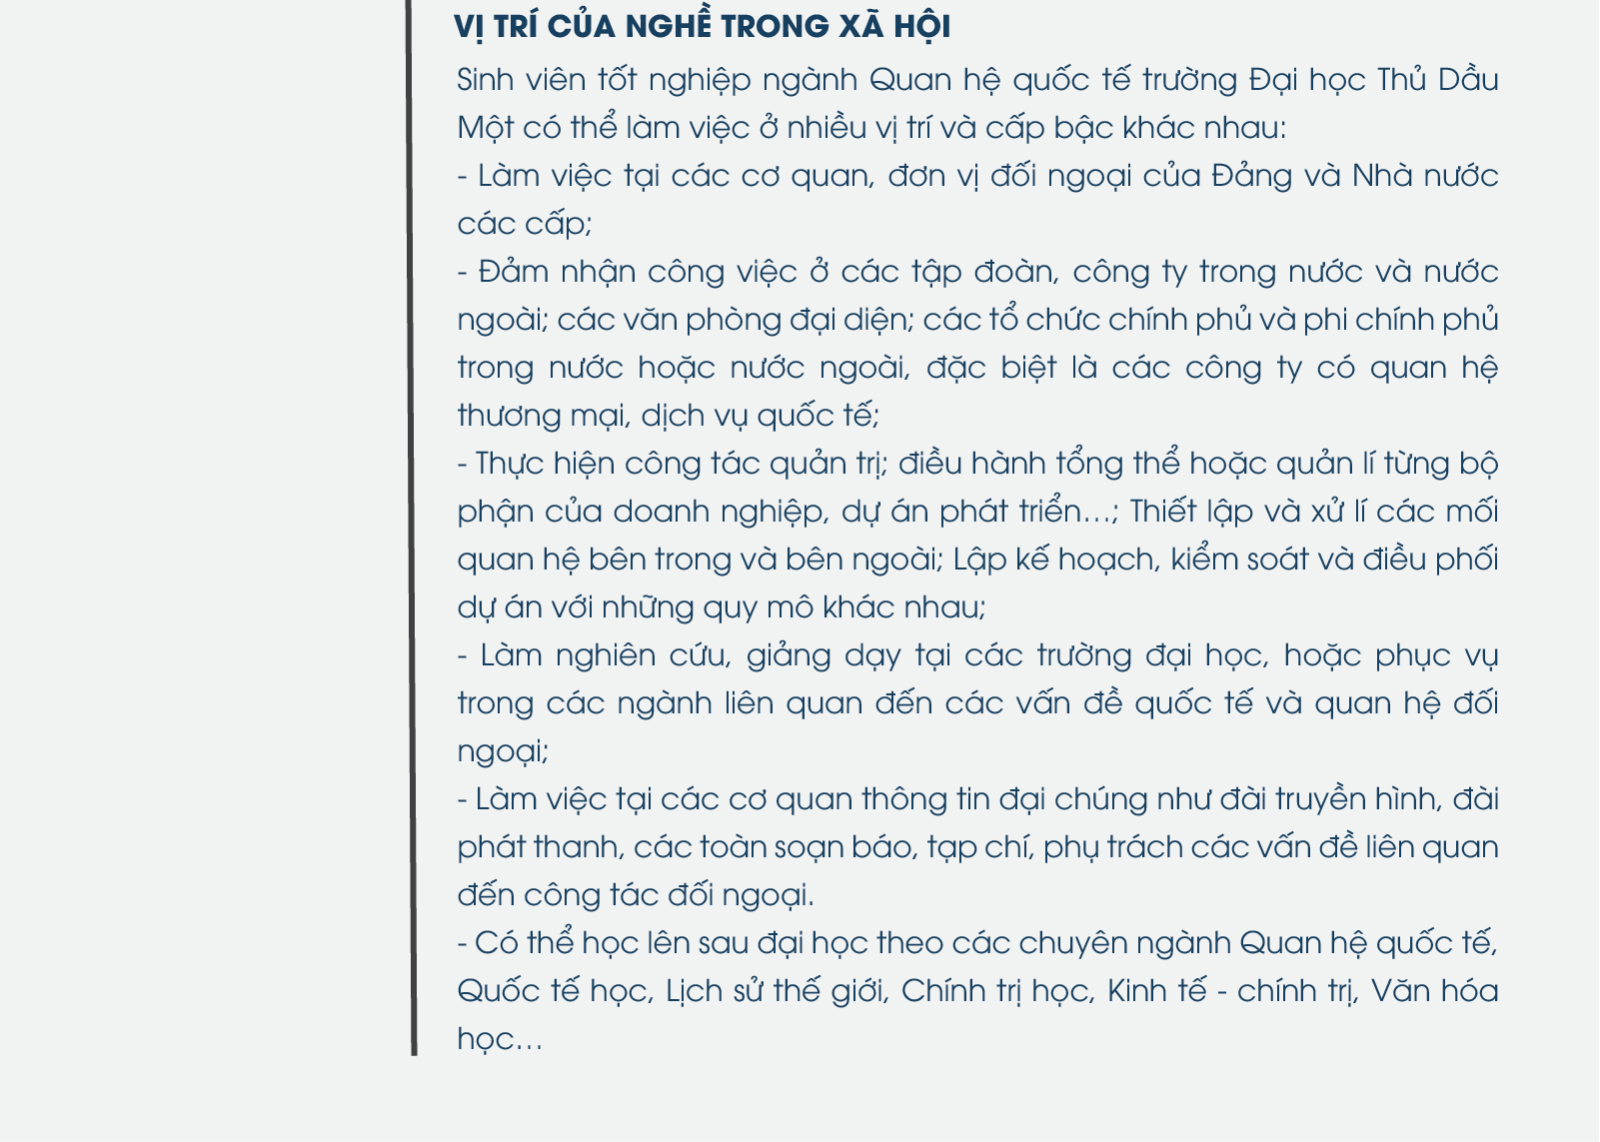 VỊ TRÍ CỦA NGHỀ TRONG XÃ HỘI
Sinh viên tốt nghiệp ngành Quan hệ quốc tế trường Đại học Thủ Dầu
Một có thể làm việc ở nhiều vị trí và cấp bậc khác nhau:
- Làm việc tại các cơ quan, đơn vị đối ngoại của Đảng và Nhà nước
các cấp;
- Đảm nhận công việc ở các tập đoàn, công ty trong nước và nước
ngoài; các văn phòng đại diện; các tổ chức chính phủ và phi chính phủ
trong nước hoặc nước ngoài, đặc biệt là các công ty có quan hệ
thương mại, dịch vụ quốc tế;
- Thực hiện công tác quản trị; điều hành tổng thể hoặc quản lí từng bộ
phận của doanh nghiệp, dự án phát triển...; Thiết lập và xử lí các mối
quan hệ bên trong và bên ngoài; Lập kế hoạch, kiểm soát và điều phối
dự án với những quy mô khác nhau;
- Làm nghiên cứu, giảng dạy tại các trường đại học, hoặc phục vụ
trong các ngành liên quan đến các vấn đề quốc tế và quan hệ đối
ngoại;
- Làm việc tại các cơ quan thông tin đại chúng như đài truyền hình, đài
phát thanh, các toàn soạn báo, tạp chí, phụ trách các vấn đề liên quan
đến công tác đối ngoại.
- Có thể học lên sau đại học theo các chuyên ngành Quan hệ quốc tế,
Quốc tế học, Lịch sử thế giới, Chính trị học, Kinh tế - chính trị, Văn hóa
học...